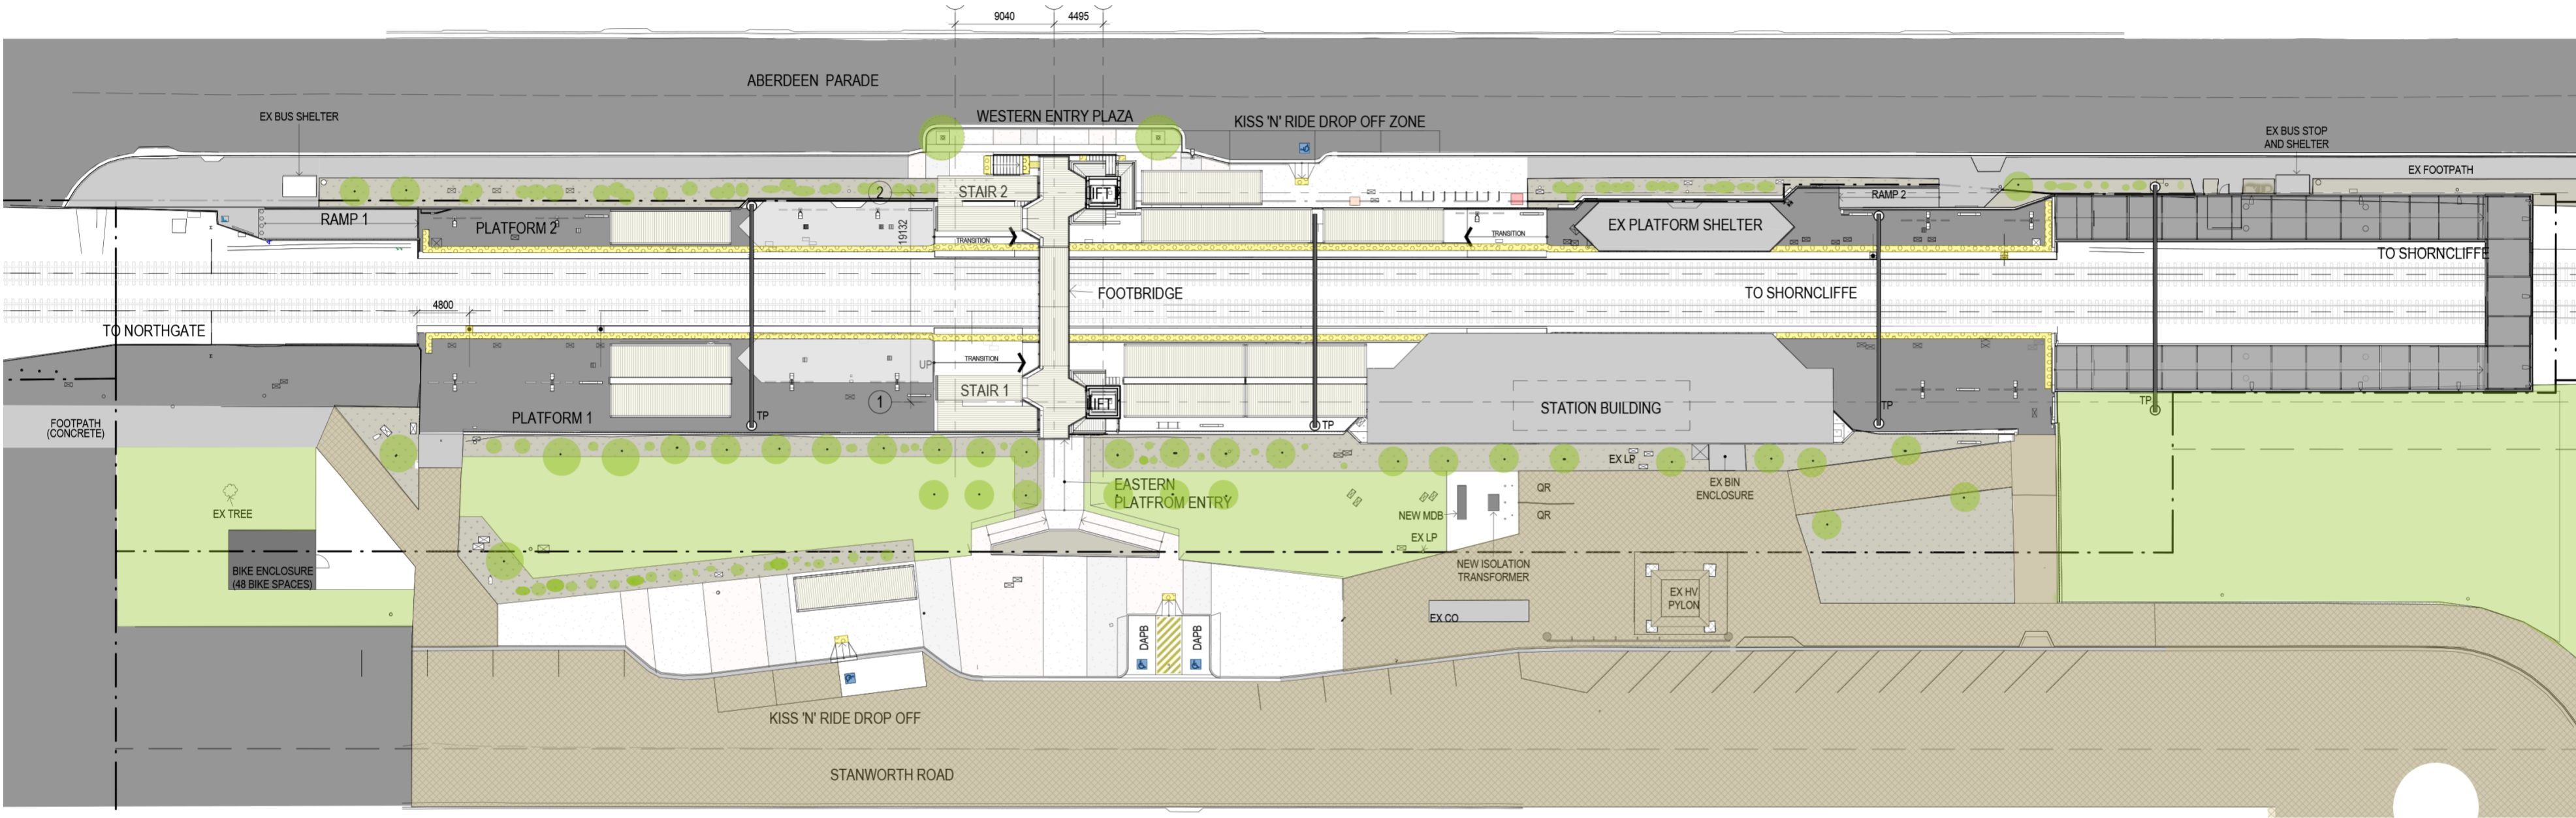 9040
4495
ABERDEEN PARADE
WESTERN ENTRY PLAZA
EX BUS SHELTER
KISS 'N' RIDE DROP OFF ZONE
EX BUS STOP
AND SHELTER
EX FOOTPATH
2
STAIR 2
LIFT
RAMP 2
RAMP 1
PLATFORM 2
19132
TRANSITION
TRANSITION
EX PLATFORM SHELTER
TO SHORNCLIFFE
FOOTBRIDGE
TO SHORNCLIFFE
4800
TO NORTHGATE
UP
TRANSITION
STAIR 1
1
LIFT
PLATFORM 1
TP
TP
STATION BUILDING
TP
TP
FOOTPATH
(CONCRETE)
EX LP
EASTERN
PLATFROM ENTRY
EX BIN
ENCLOSURE
QR
QR
EX TREE
NEW MDB
EX LP
NEW ISOLATION
TRANSFORMER
BIKE ENCLOSURE
(48 BIKE SPACES)
EX HV
PYLON
EX CO
DAPB
DAPB
KISS 'N' RIDE DROP OFF
STANWORTH ROAD